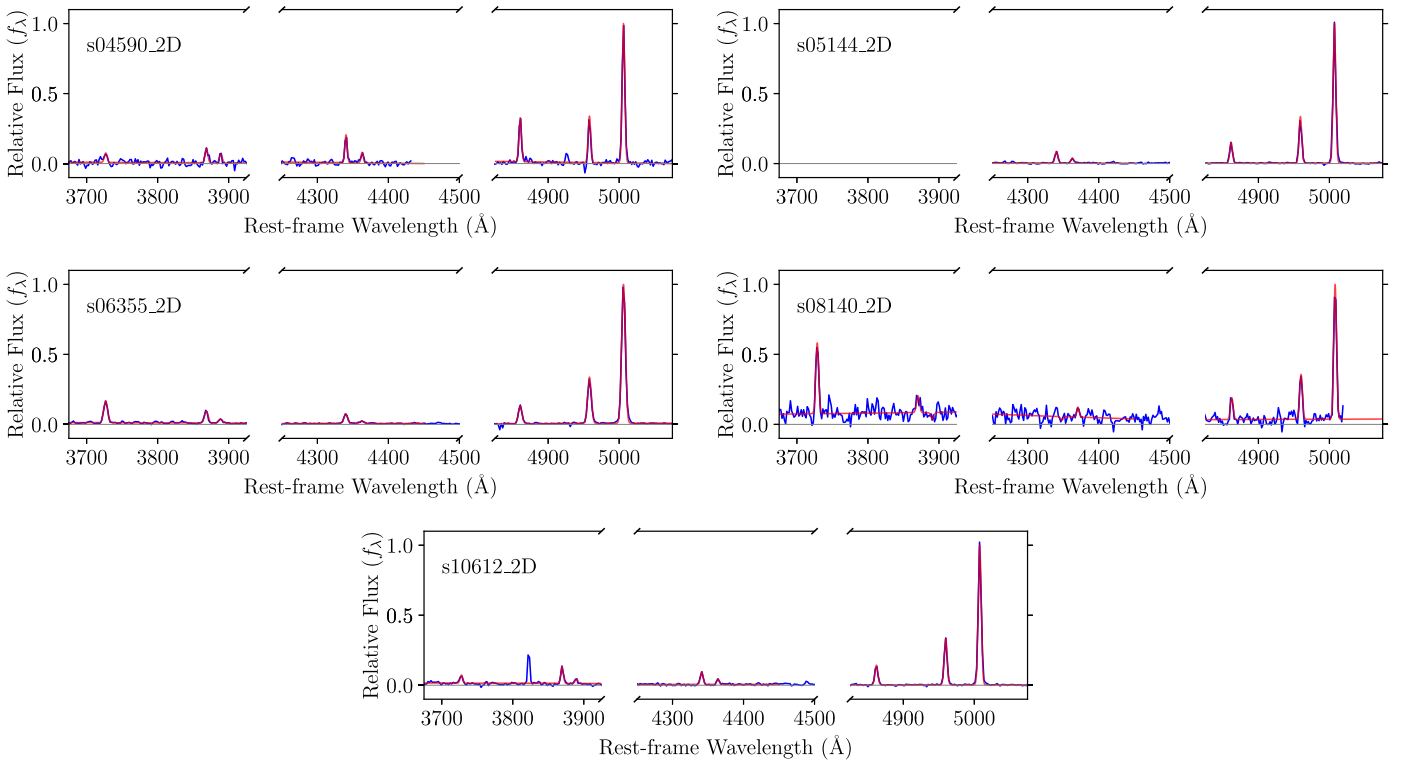 Relative Flux (fλ)
1.0
0.5
0.0
s04590_2D
3700 3800 3900 4300 4400 4500 4900 5000
Rest-frame Wavelength (Å)
Relative Flux (fλ)
1.0
0.5
0.0
s05144_2D
3700 3800 3900 4300 4400 4500 4900 5000
Rest-frame Wavelength (Å)
Relative Flux (fλ)
1.0
0.5
0.0
s06355_2D
3700 3800 3900 4300 4400 4500 4900 5000
Rest-frame Wavelength (Å)
Relative Flux (fλ)
1.0
0.5
0.0
s08140_2D
3700 3800 3900 4300 4400 4500 4900 5000
Rest-frame Wavelength (Å)
Relative Flux (fλ)
1.0
0.5
0.0
s10612_2D
3700 3800 3900 4300 4400 4500 4900 5000
Rest-frame Wavelength (Å)